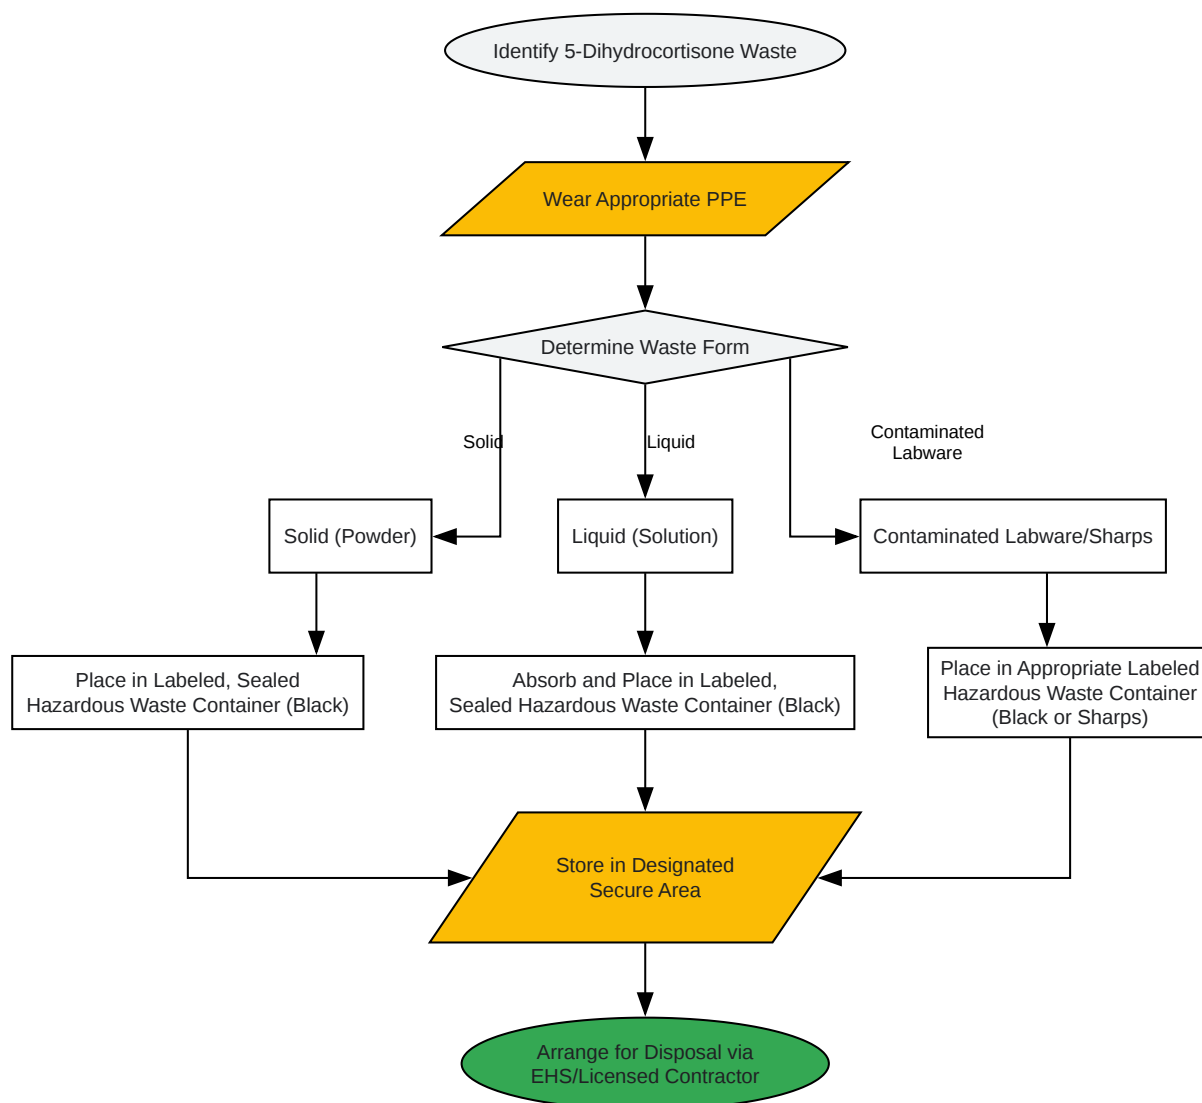 Identify 5-Dihydrocortisone Waste
Wear Appropriate PPE
Determine Waste Form
Solid
Liquid
Contaminated
Labware
Solid (Powder)
Liquid (Solution)
Contaminated Labware/Sharps
Place in Labeled, Sealed
Hazardous Waste Container (Black)
Absorb and Place in Labeled,
Sealed Hazardous Waste Container (Black)
Place in Appropriate Labeled
Hazardous Waste Container
(Black or Sharps)
Store in Designated
Secure Area
Arrange for Disposal via
EHS/Licensed Contractor